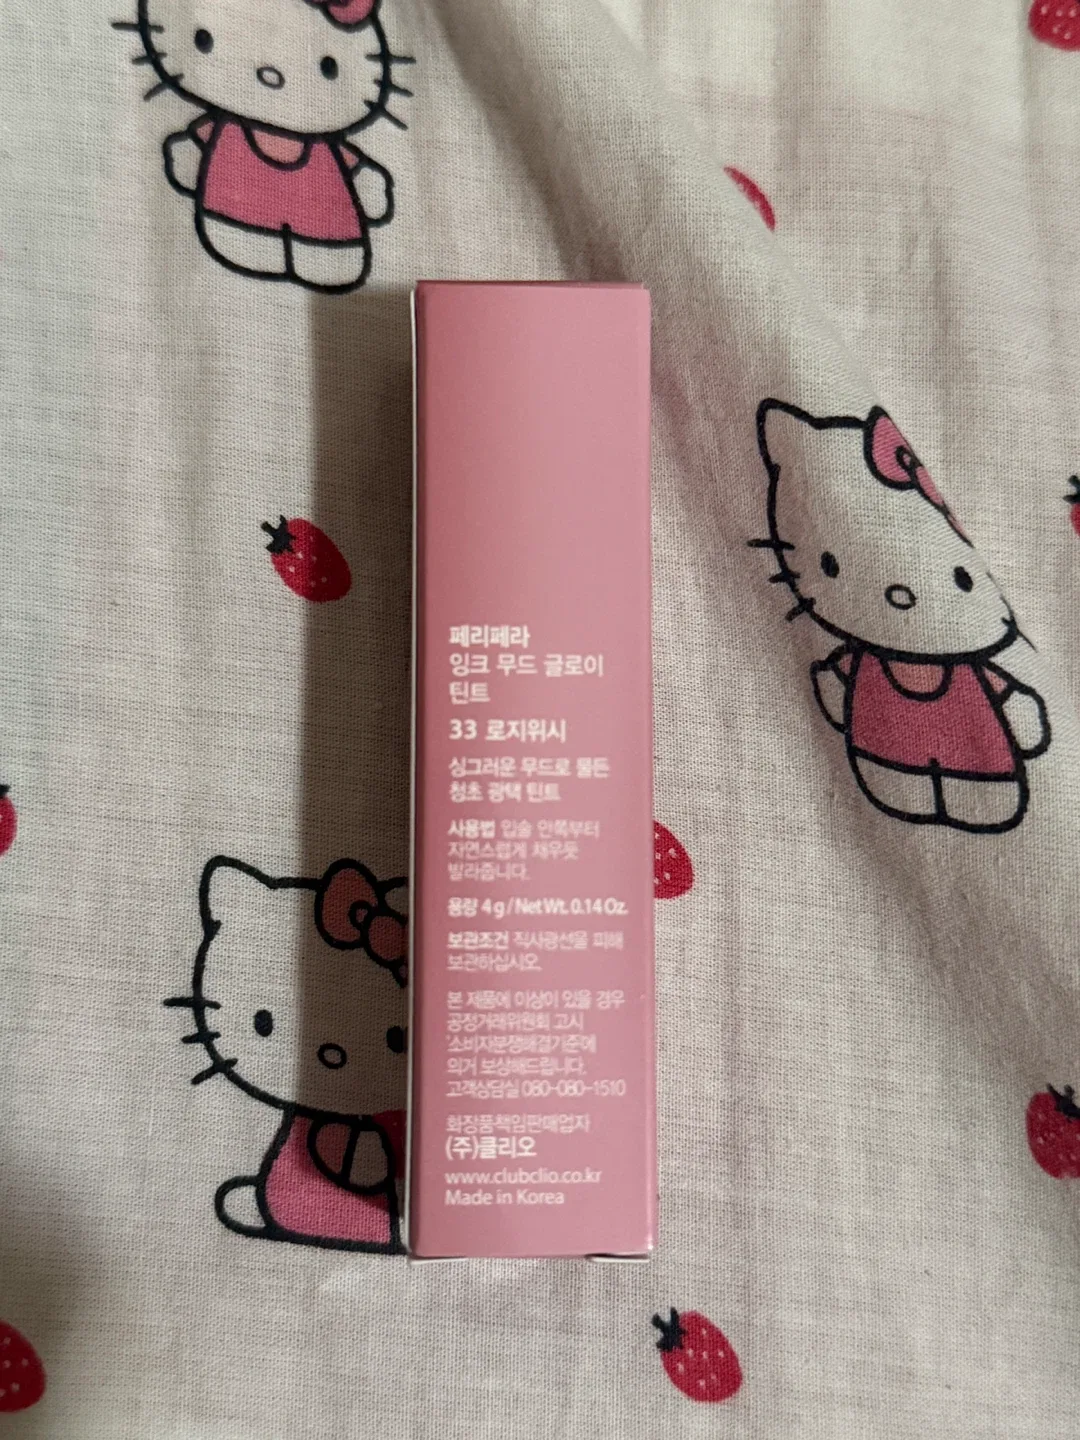 페리페라
잉크 무드 글로이
틴트
33 로지위시
싱그러운 무드로 물든
청초 광택 틴트
사용법 입술 안쪽부터
자연스럽게 채우듯
발라줍니다.
용량 4 g / Net Wt. 0.14 Oz.
보관조건 직사광선을 피해
보관하십시오.
본 제품에 이상이 있을 경우
공정거래위원회 고시
'소비자분쟁해결기준'에
의거 보상해드립니다.
고객상담실 080-080-1510
화장품책임판매업자
(주)클리오
www.clubclio.co.kr
Made in Korea